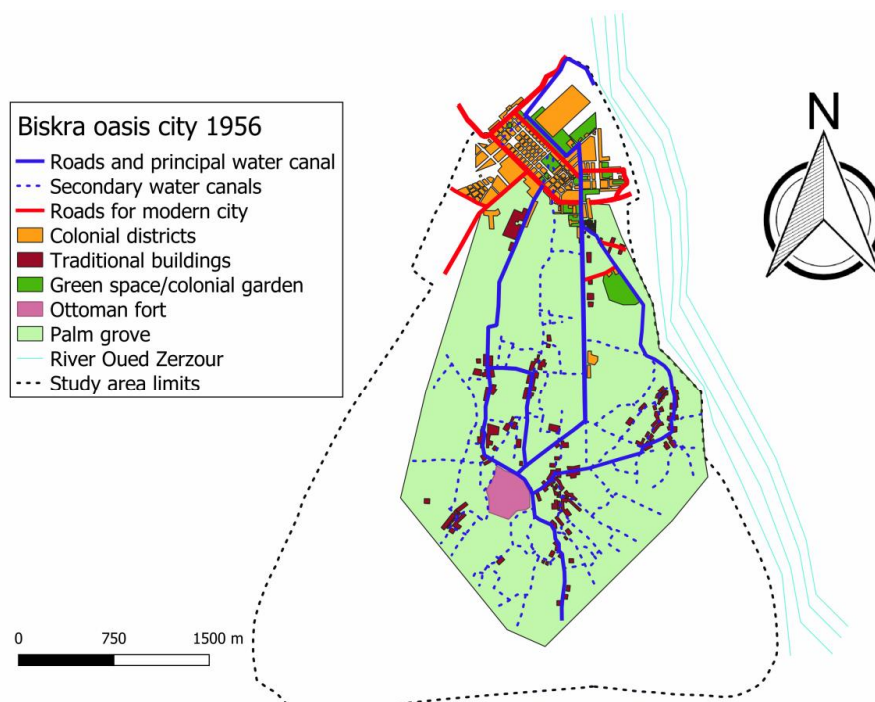 Biskra oasis city 1956
Roads and principal water canal
Secondary water canals
Roads for modern city
Colonial districts
Traditional buildings
Green space/colonial garden
Ottoman fort
Palm grove
River Oued Zerzour
Study area limits
N
0 750 1500 m